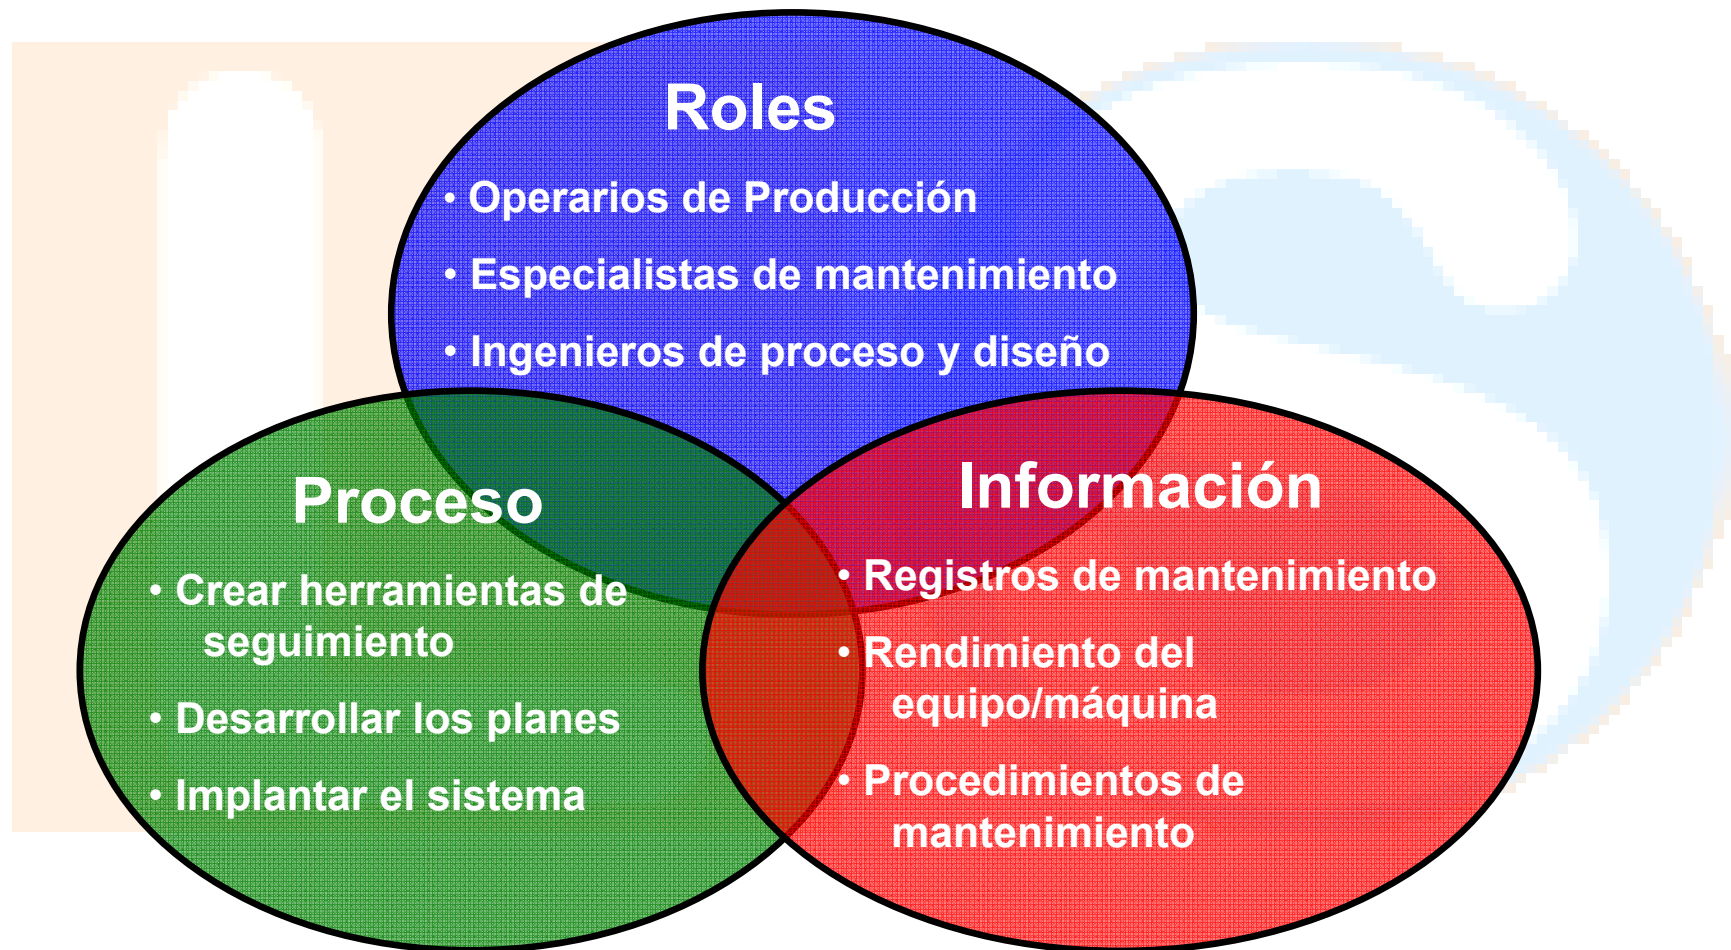 Roles
• Operarios de Producción
• Especialistas de mantenimiento
• Ingenieros de proceso y diseño
Proceso
• Crear herramientas de
seguimiento
• Desarrollar los planes
• Implantar el sistema
Información
• Registros de mantenimiento
• Rendimiento del
equipo/máquina
• Procedimientos de
mantenimiento